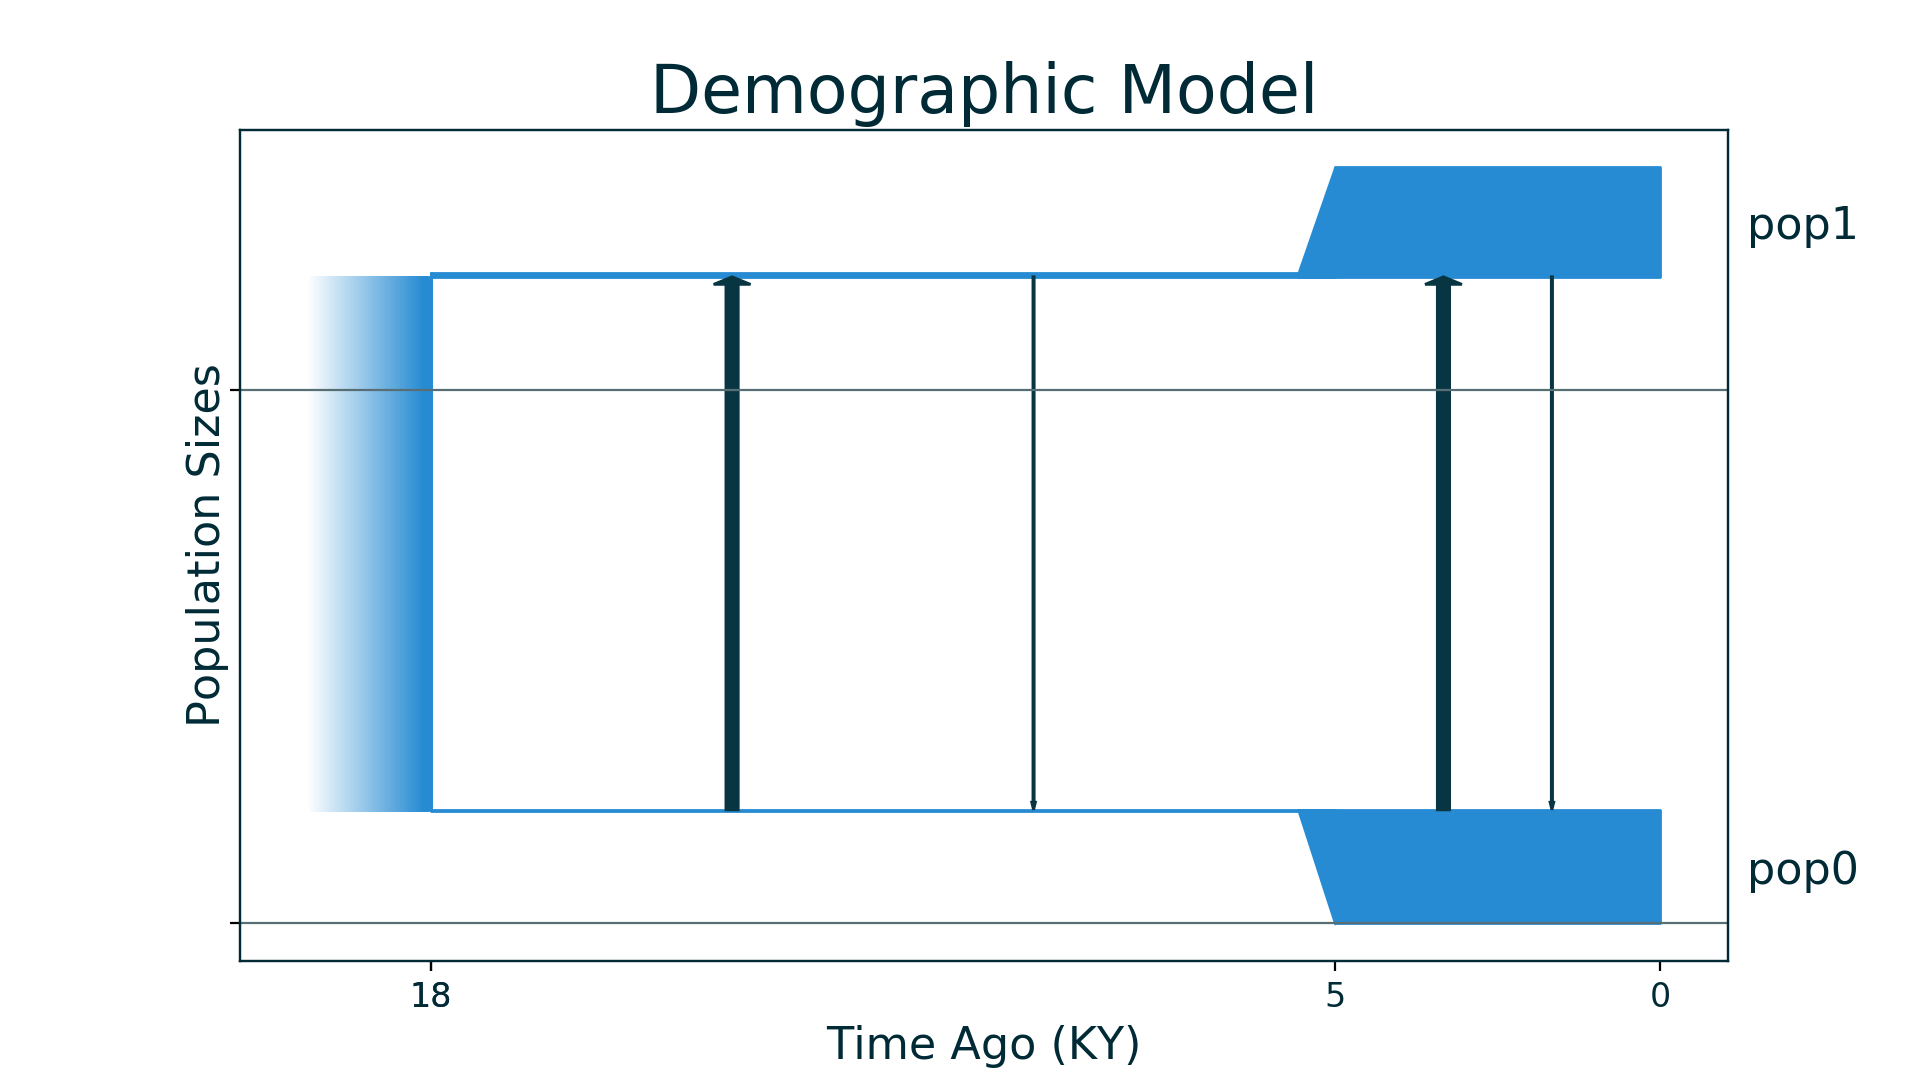 Demographic Model
pop1
Population Sizes
pop0
18 5 0
Time Ago (KY)